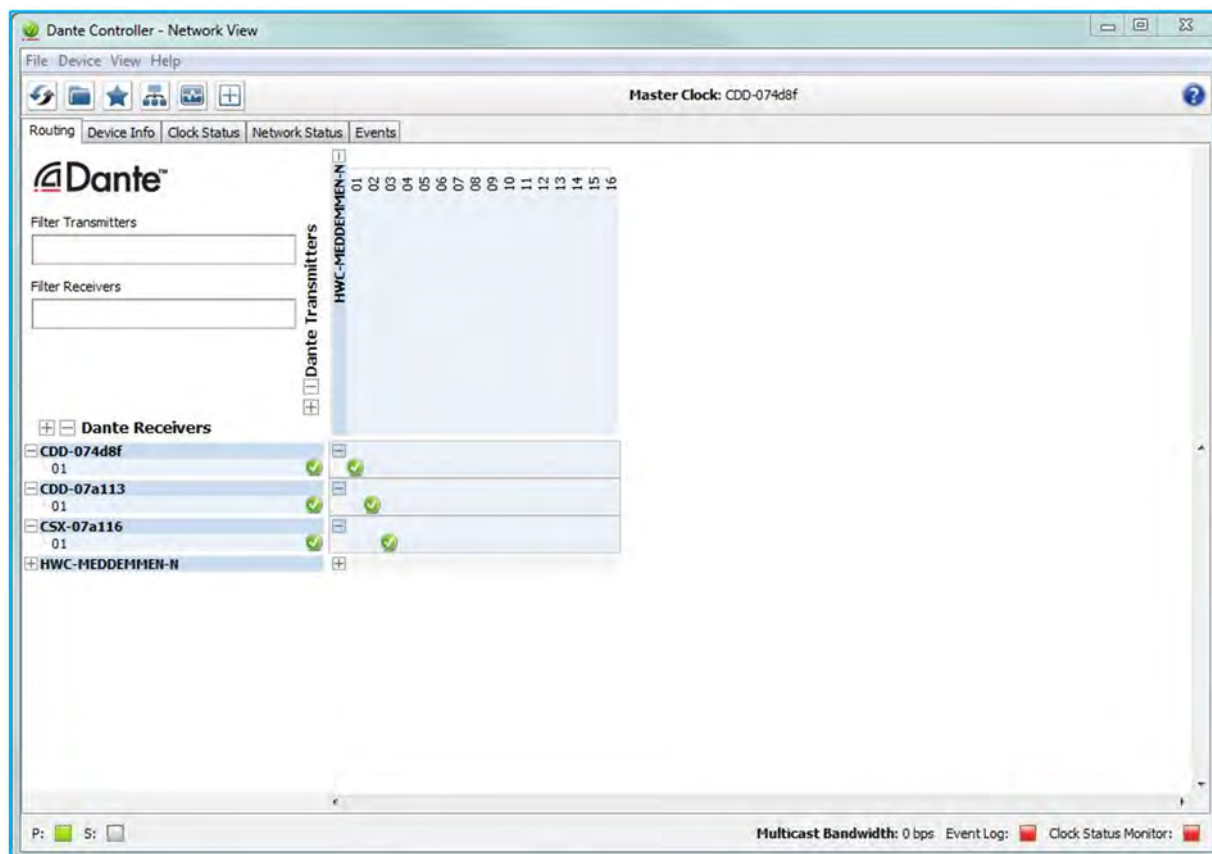 Dante Controller - Network View
File Device View Help
Master Clock: CDD-074d8f
Routing Device Info Clock Status Network Status Events
Dante™
Filter Transmitters
Filter Receivers
Dante Transmitters
HWC-MEDDEMMEN-N
01 02 03 04 05 06 07 08 09 10 11 12 13 14 15 16
Dante Receivers
CDD-074d8f
01
CDD-07a113
01
CSX-07a116
01
HWC-MEDDEMMEN-N
P: S: Multicast Bandwidth: 0 bps Event Log: Clock Status Monitor: